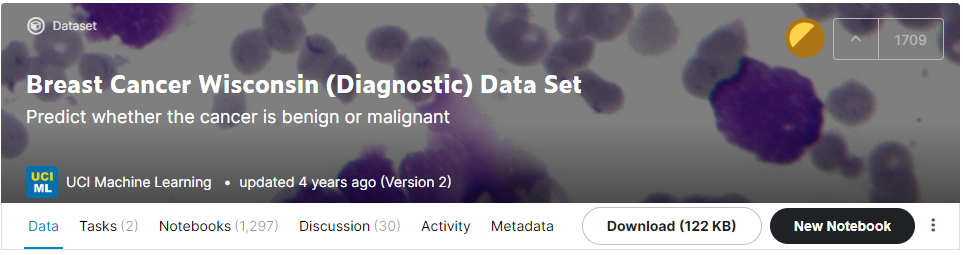 Dataset
1709
Breast Cancer Wisconsin (Diagnostic) Data Set
Predict whether the cancer is benign or malignant
UCI
ML
UCI Machine Learning • updated 4 years ago (Version 2)
Data Tasks (2) Notebooks (1,297) Discussion (30) Activity Metadata Download (122 KB) New Notebook